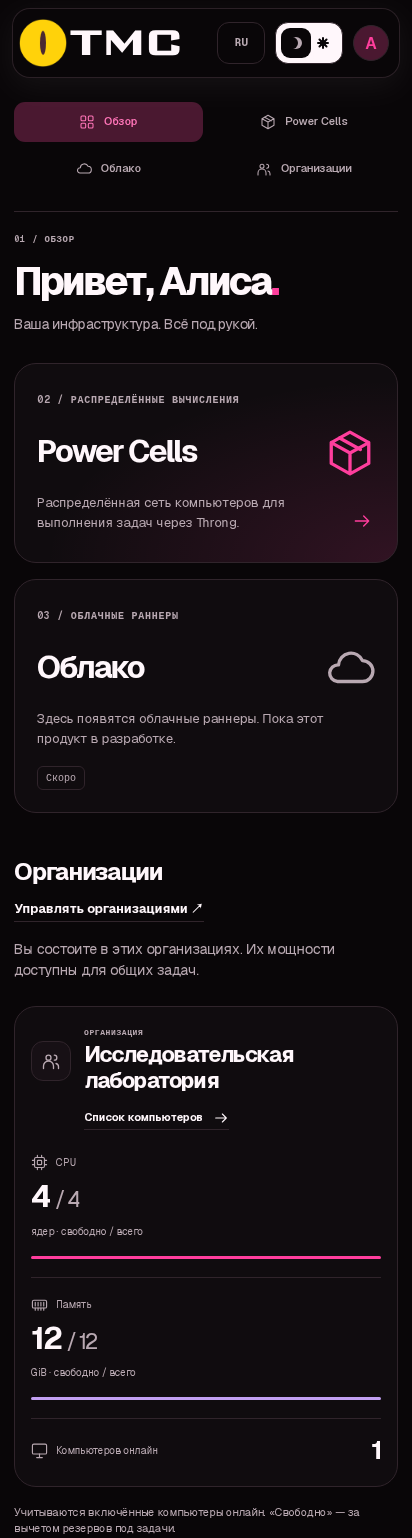 TMC
RU
A
Обзор
Power Cells
Облако
Организации
01 / ОБЗОР
Привет, Алиса.
Ваша инфраструктура. Всё под рукой.
02 / РАСПРЕДЕЛЁННЫЕ ВЫЧИСЛЕНИЯ
Power Cells
Распределённая сеть компьютеров для
выполнения задач через Throng.
03 / ОБЛАЧНЫЕ РАННЕРЫ
Облако
Здесь появятся облачные раннеры. Пока этот
продукт в разработке.
Скоро
Организации
Управлять организациями ↗
Вы состоите в этих организациях. Их мощности
доступны для общих задач.
ОРГАНИЗАЦИЯ
Исследовательская
лаборатория
Список компьютеров →
CPU
4 / 4
ядер · свободно / всего
Память
12 / 12
GiB · свободно / всего
Компьютеров онлайн 1
Учитываются включённые компьютеры онлайн. «Свободно» — за
вычетом резервов под задачи.